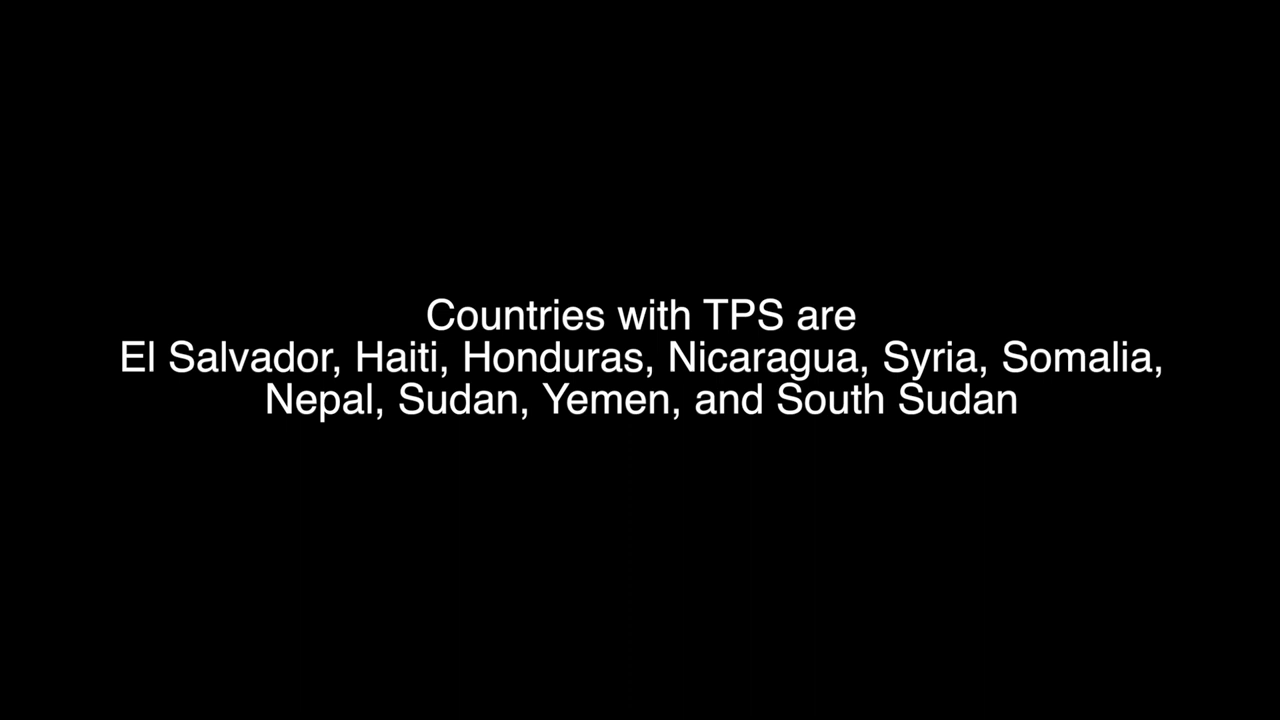 Countries with TPS are
El Salvador, Haiti, Honduras, Nicaragua, Syria, Somalia,
Nepal, Sudan, Yemen, and South Sudan